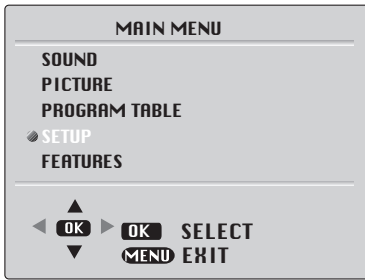 MAIN MENU
SOUND
PICTURE
PROGRAM TABLE
SETUP
FEATURES
OK OK SELECT
MENU EXIT